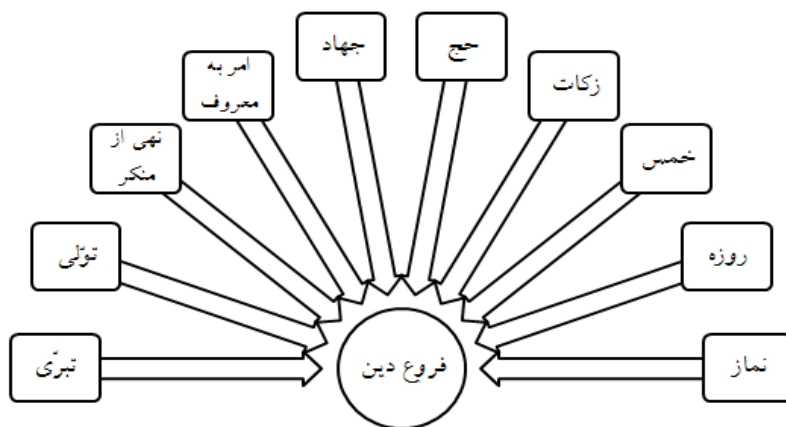 نماز
روزه
خمس
زکات
حج
جهاد
امر به
معروف
نهی از
منکر
تولّی
تبرّی
فروع دین